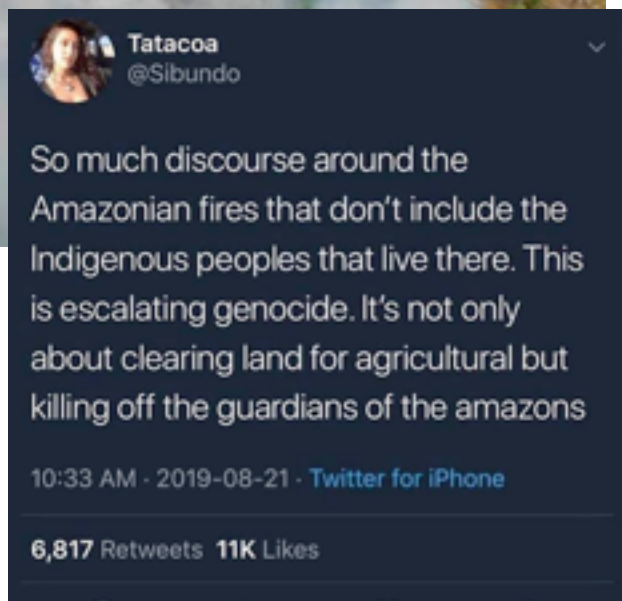 Tatacoa
@Sibundo
So much discourse around the
Amazonian fires that don't include the
Indigenous peoples that live there. This
is escalating genocide. It's not only
about clearing land for agricultural but
killing off the guardians of the amazons
10:33 AM · 2019-08-21 · Twitter for iPhone
6,817 Retweets 11K Likes